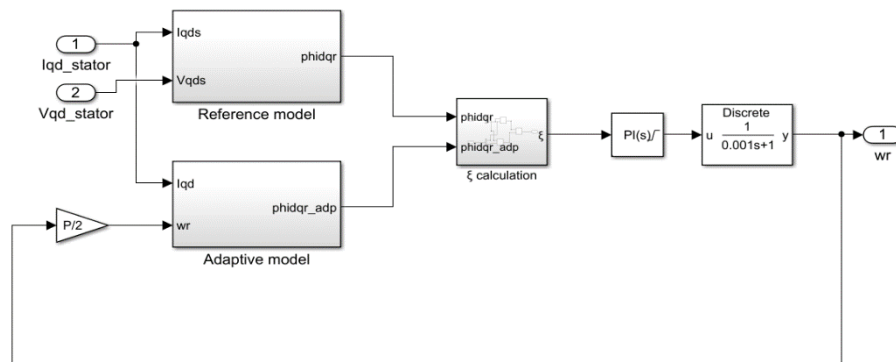 1
Iqd_stator
2
Vqd_stator
Iqds
Vqds
phidqr
Reference model
Iqd
wr
phidqr_adp
Adaptive model
P/2
phidqr
phidqr_adp
ξ
ξ calculation
PI(s)
Discrete
u
1
0.001s+1
y
1
wr